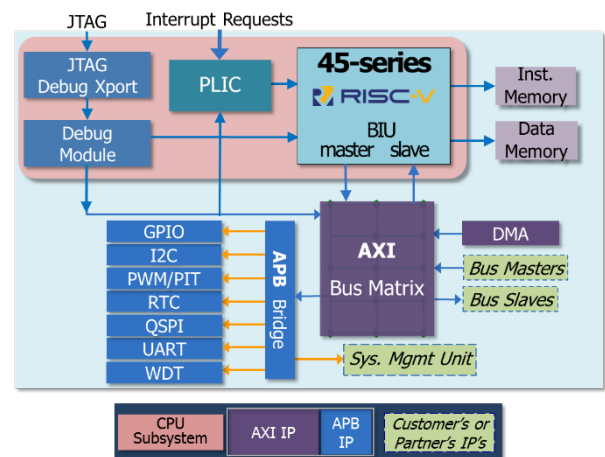 JTAG
Interrupt Requests
JTAG
Debug Xport
PLIC
45-series
RISC-V
BIU
master slave
Inst.
Memory
Debug
Module
Data
Memory
GPIO
I2C
PWM/PIT
RTC
QSPI
UART
WDT
APB Bridge
AXI
Bus Matrix
DMA
Bus Masters
Bus Slaves
Sys. Mgmt Unit
CPU
Subsystem
AXI IP
APB
IP
Customer's or
Partner's IP's